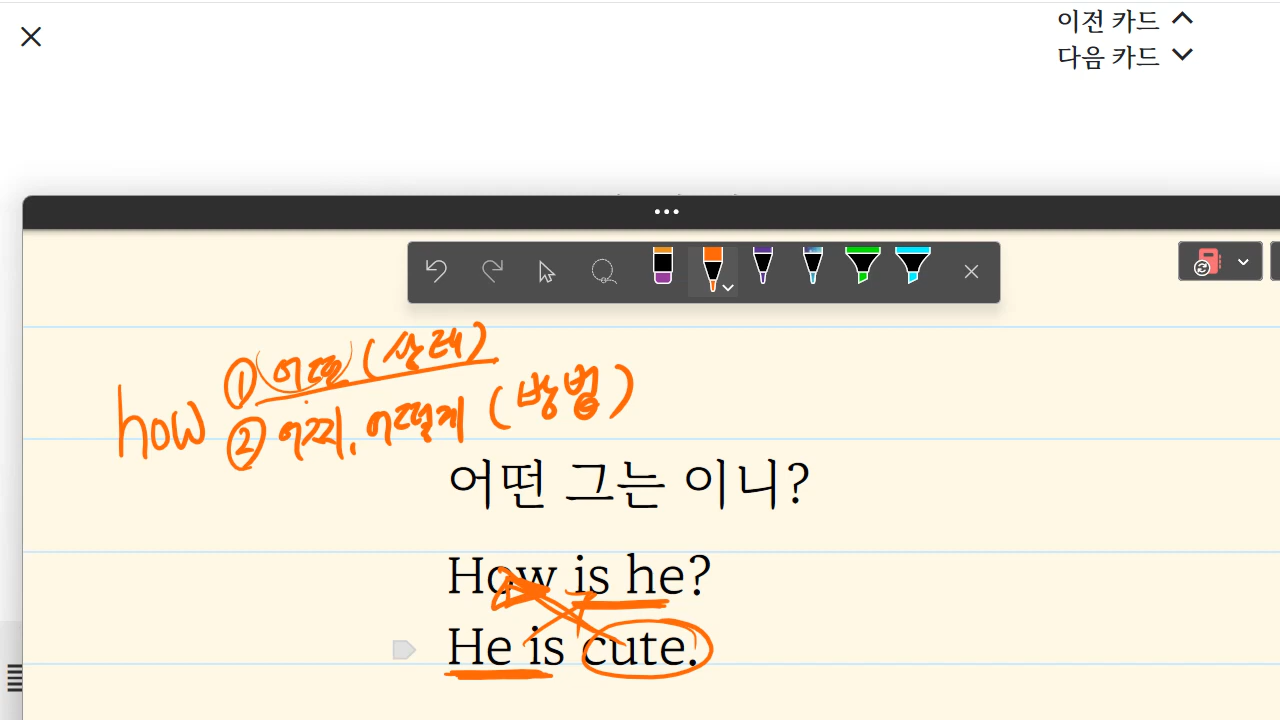 이전 카드
다음 카드
how ① 어떤 (상태)
② 어찌, 어떻게 (방법)
어떤 그는 이니?
How is he?
He is cute.